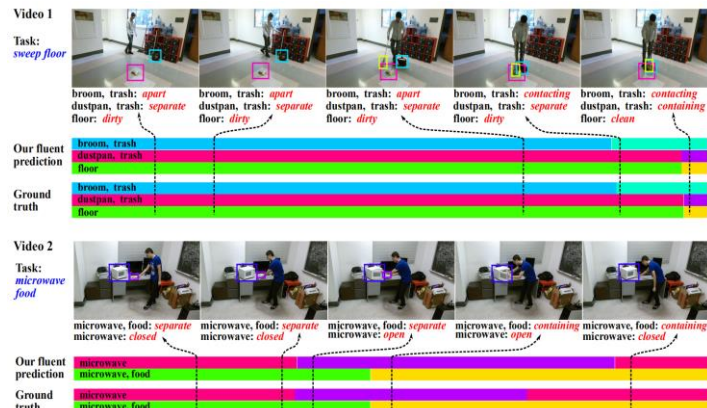 Video 1
Task:
sweep floor
broom, trash: apart
dustpan, trash: separate
floor: dirty
broom, trash: apart
dustpan, trash: separate
floor: dirty
broom, trash: apart
dustpan, trash: separate
floor: dirty
broom, trash: contacting
dustpan, trash: separate
floor: dirty
broom, trash: contacting
dustpan, trash: containing
floor: clean
Our fluent
prediction
broom, trash
dustpan, trash
floor
Ground
truth
broom, trash
dustpan, trash
floor
Video 2
Task:
microwave
food
microwave, food: separate
microwave: closed
microwave, food: separate
microwave: closed
microwave, food: separate
microwave: open
microwave, food: containing
microwave: open
microwave, food: containing
microwave: closed
Our fluent
prediction
microwave
microwave, food
Ground
truth
microwave
microwave, food